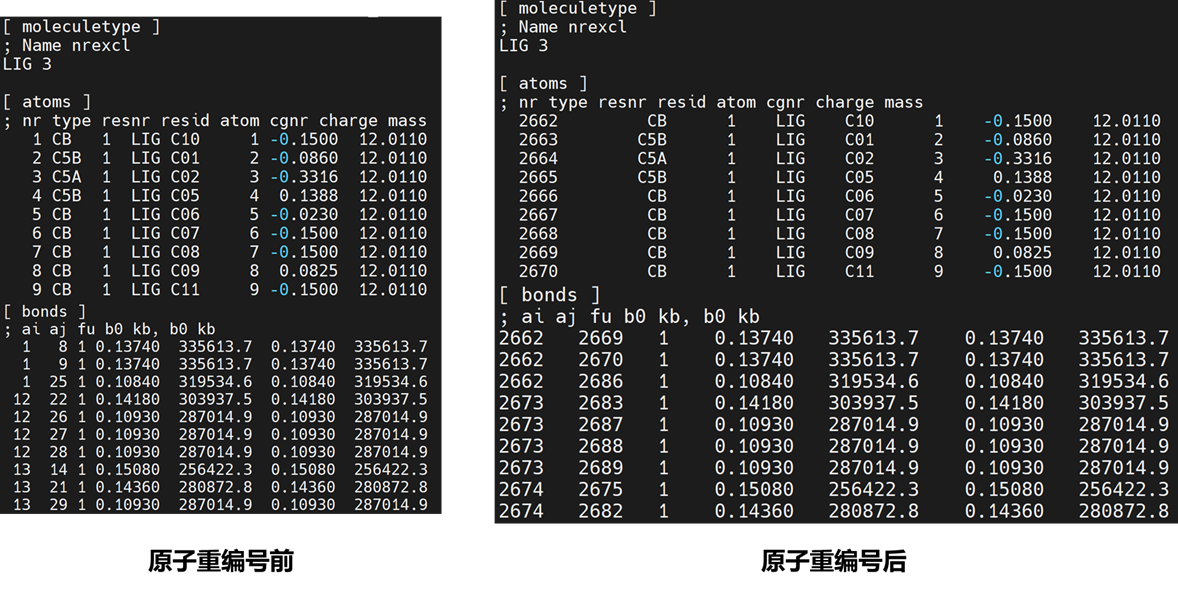 [ moleculetype ]
; Name nrexcl
LIG 3
[ atoms ]
; nr type resnr resid atom cgnr charge mass
1 CB 1 LIG C10 1 -0.1500 12.0110
2 C5B 1 LIG C01 2 -0.0860 12.0110
3 C5A 1 LIG C02 3 -0.3316 12.0110
4 C5B 1 LIG C05 4 0.1388 12.0110
5 CB 1 LIG C06 5 -0.0230 12.0110
6 CB 1 LIG C07 6 -0.1500 12.0110
7 CB 1 LIG C08 7 -0.1500 12.0110
8 CB 1 LIG C09 8 0.0825 12.0110
9 CB 1 LIG C11 9 -0.1500 12.0110
[ bonds ]
; ai aj fu b0 kb, b0 kb
1 8 1 0.13740 335613.7 0.13740 335613.7
1 9 1 0.13740 335613.7 0.13740 335613.7
1 25 1 0.10840 319534.6 0.10840 319534.6
12 22 1 0.14180 303937.5 0.14180 303937.5
12 26 1 0.10930 287014.9 0.10930 287014.9
12 27 1 0.10930 287014.9 0.10930 287014.9
12 28 1 0.10930 287014.9 0.10930 287014.9
13 14 1 0.15080 256422.3 0.15080 256422.3
13 21 1 0.14360 280872.8 0.14360 280872.8
13 29 1 0.10930 287014.9 0.10930 287014.9
原子重编号前
[ moleculetype ]
; Name nrexcl
LIG 3
[ atoms ]
; nr type resnr resid atom cgnr charge mass
2662 CB 1 LIG C10 1 -0.1500 12.0110
2663 C5B 1 LIG C01 2 -0.0860 12.0110
2664 C5A 1 LIG C02 3 -0.3316 12.0110
2665 C5B 1 LIG C05 4 0.1388 12.0110
2666 CB 1 LIG C06 5 -0.0230 12.0110
2667 CB 1 LIG C07 6 -0.1500 12.0110
2668 CB 1 LIG C08 7 -0.1500 12.0110
2669 CB 1 LIG C09 8 0.0825 12.0110
2670 CB 1 LIG C11 9 -0.1500 12.0110
[ bonds ]
; ai aj fu b0 kb, b0 kb
2662 2669 1 0.13740 335613.7 0.13740 335613.7
2662 2670 1 0.13740 335613.7 0.13740 335613.7
2662 2686 1 0.10840 319534.6 0.10840 319534.6
2673 2683 1 0.14180 303937.5 0.14180 303937.5
2673 2687 1 0.10930 287014.9 0.10930 287014.9
2673 2688 1 0.10930 287014.9 0.10930 287014.9
2673 2689 1 0.10930 287014.9 0.10930 287014.9
2674 2675 1 0.15080 256422.3 0.15080 256422.3
2674 2682 1 0.14360 280872.8 0.14360 280872.8
原子重编号后